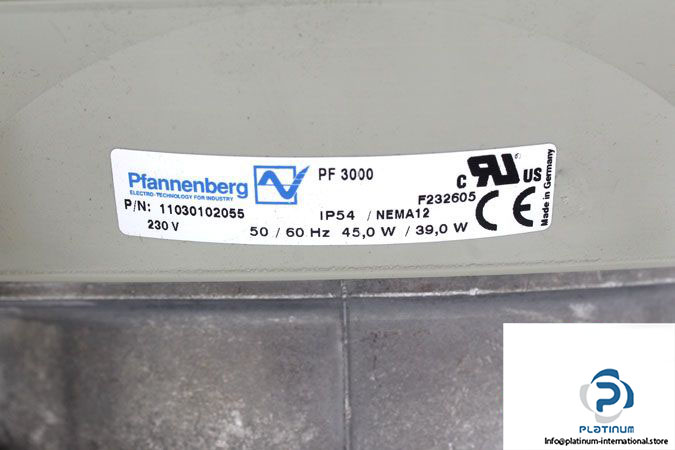 Pfannenberg
ELECTRO-TECHNOLOGY FOR INDUSTRY
PF 3000
C RU US
F232605
P/N: 11030102055
IP54 / NEMA12
CE
230 V
50 / 60 Hz 45,0 W / 39,0 W
Made in Germany
PLATINUM
Info@platinum-international.store